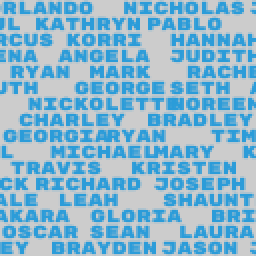 ORLANDO NICHOLAS J
UL KATHRYN PABLO
RCUS KORRI HANNAH
ENA ANGELA JUDITH
RYAN MARK RACHE
UTH GEORGE SETH A
NICKOLETTE NOREEN
CHARLEY BRADLEY
GEORGIA RYAN TIM
L MICHAEL MARY K
TRAVIS KRISTEN
CK RICHARD JOSEPH
ALE LEAH SHAUNT
AKARA GLORIA BRI
OSCAR SEAN LAURA
EY BRAYDEN JASON J